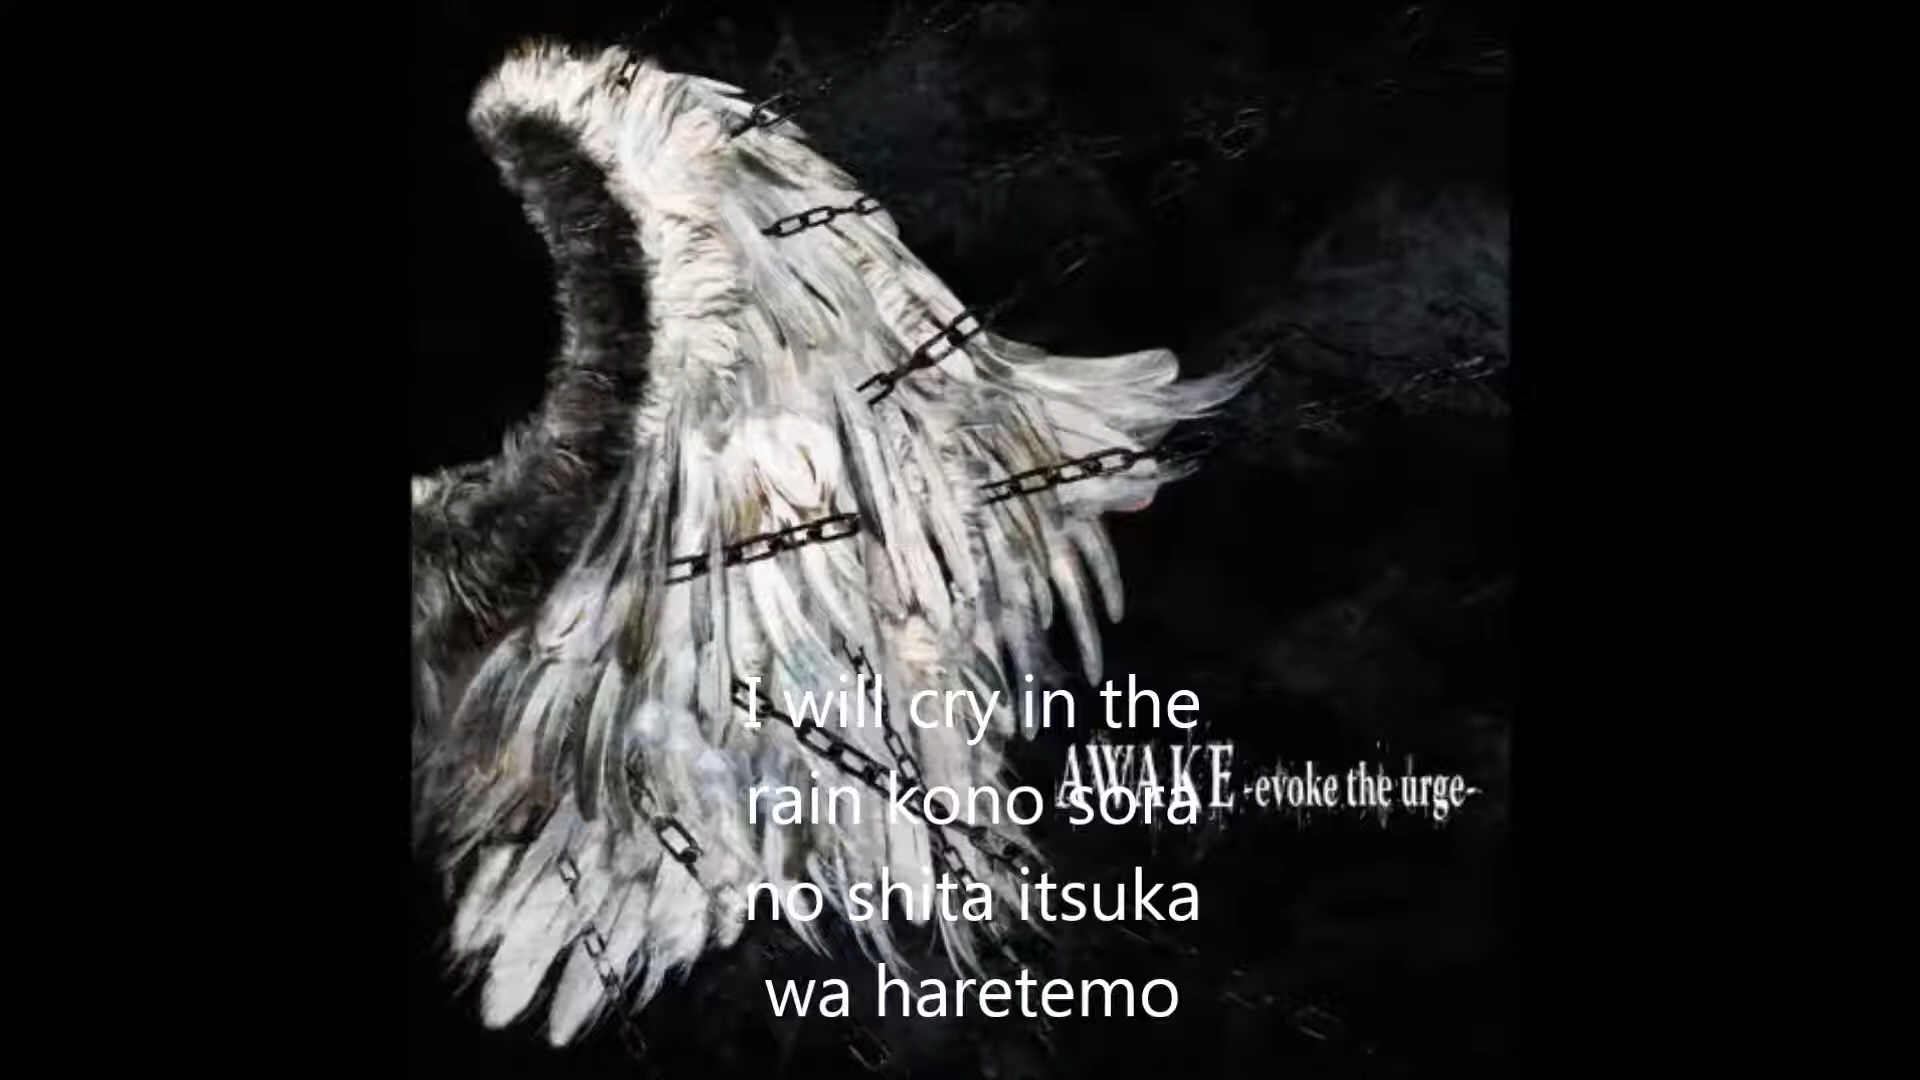 I will cry in the
AWAKE -evoke the urge-
rain kono sora
no shita itsuka
wa haretemo